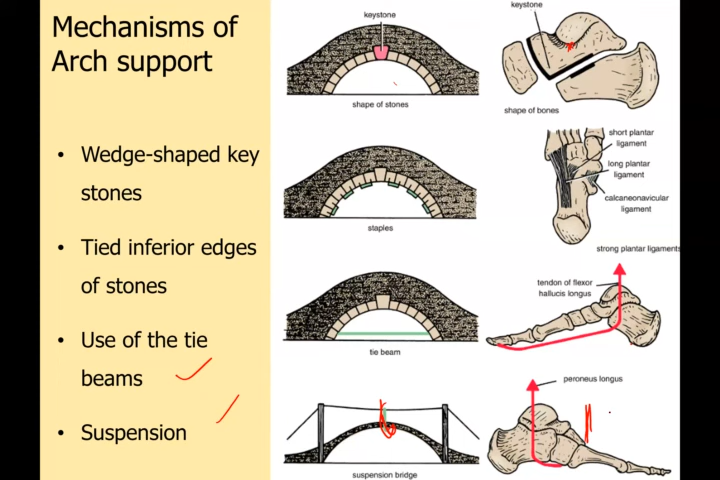 Mechanisms of
Arch support
• Wedge-shaped key
stones
• Tied inferior edges
of stones
• Use of the tie
beams
• Suspension
keystone
shape of stones
keystone
shape of bones
staples
short plantar
ligament
long plantar
ligament
calcaneonavicular
ligament
strong plantar ligaments
tie beam
tendon of flexor
hallucis longus
suspension bridge
peroneus longus